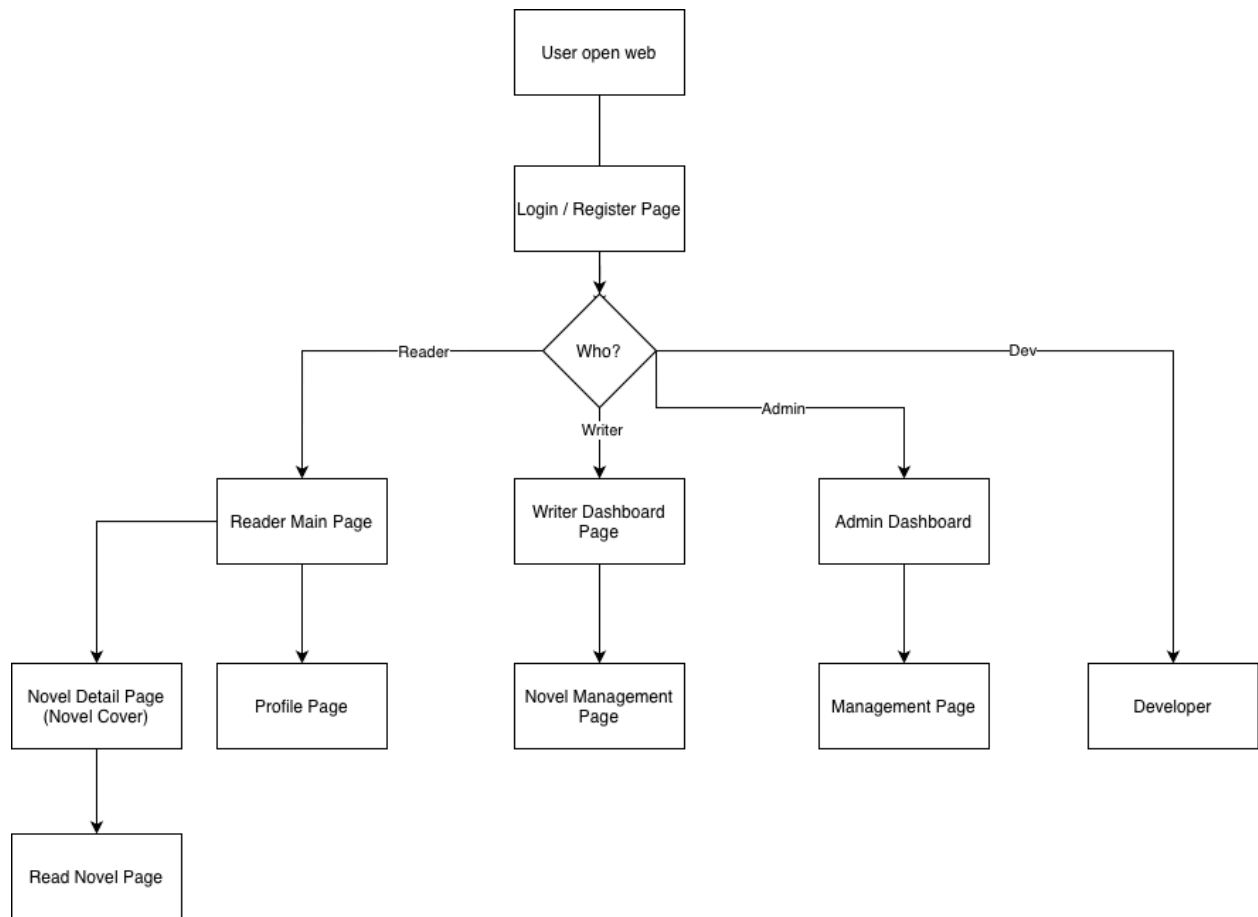 User open web
Login / Register Page
Who?
Reader
Dev
Admin
Writer
Reader Main Page
Writer Dashboard
Page
Admin Dashboard
Novel Detail Page
(Novel Cover)
Profile Page
Novel Management
Page
Management Page
Developer
Read Novel Page